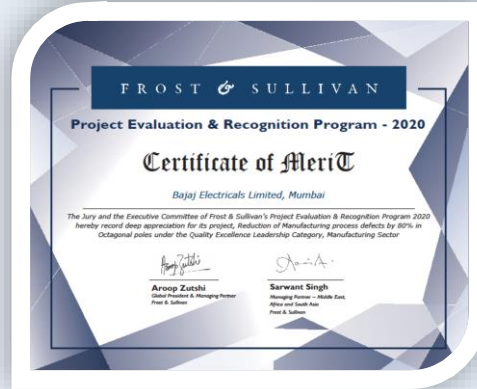 FROST & SULLIVAN
Project Evaluation & Recognition Program - 2020
Certificate of MeriT
Bajaj Electricals Limited, Mumbai
The Jury and the Executive Committee of Frost & Sullivan's Project Evaluation & Recognition Program 2020
hereby record deep appreciation for its project, Reduction of Manufacturing process defects by 80% in
Octagonal poles under the Quality Excellence Leadership Category, Manufacturing Sector
Aroop Zutshi
Aroop Zutshi
Global President & Managing Partner
Frost & Sullivan
Sarwant Singh
Managing Partner – Middle East,
Africa and South Asia
Frost & Sullivan